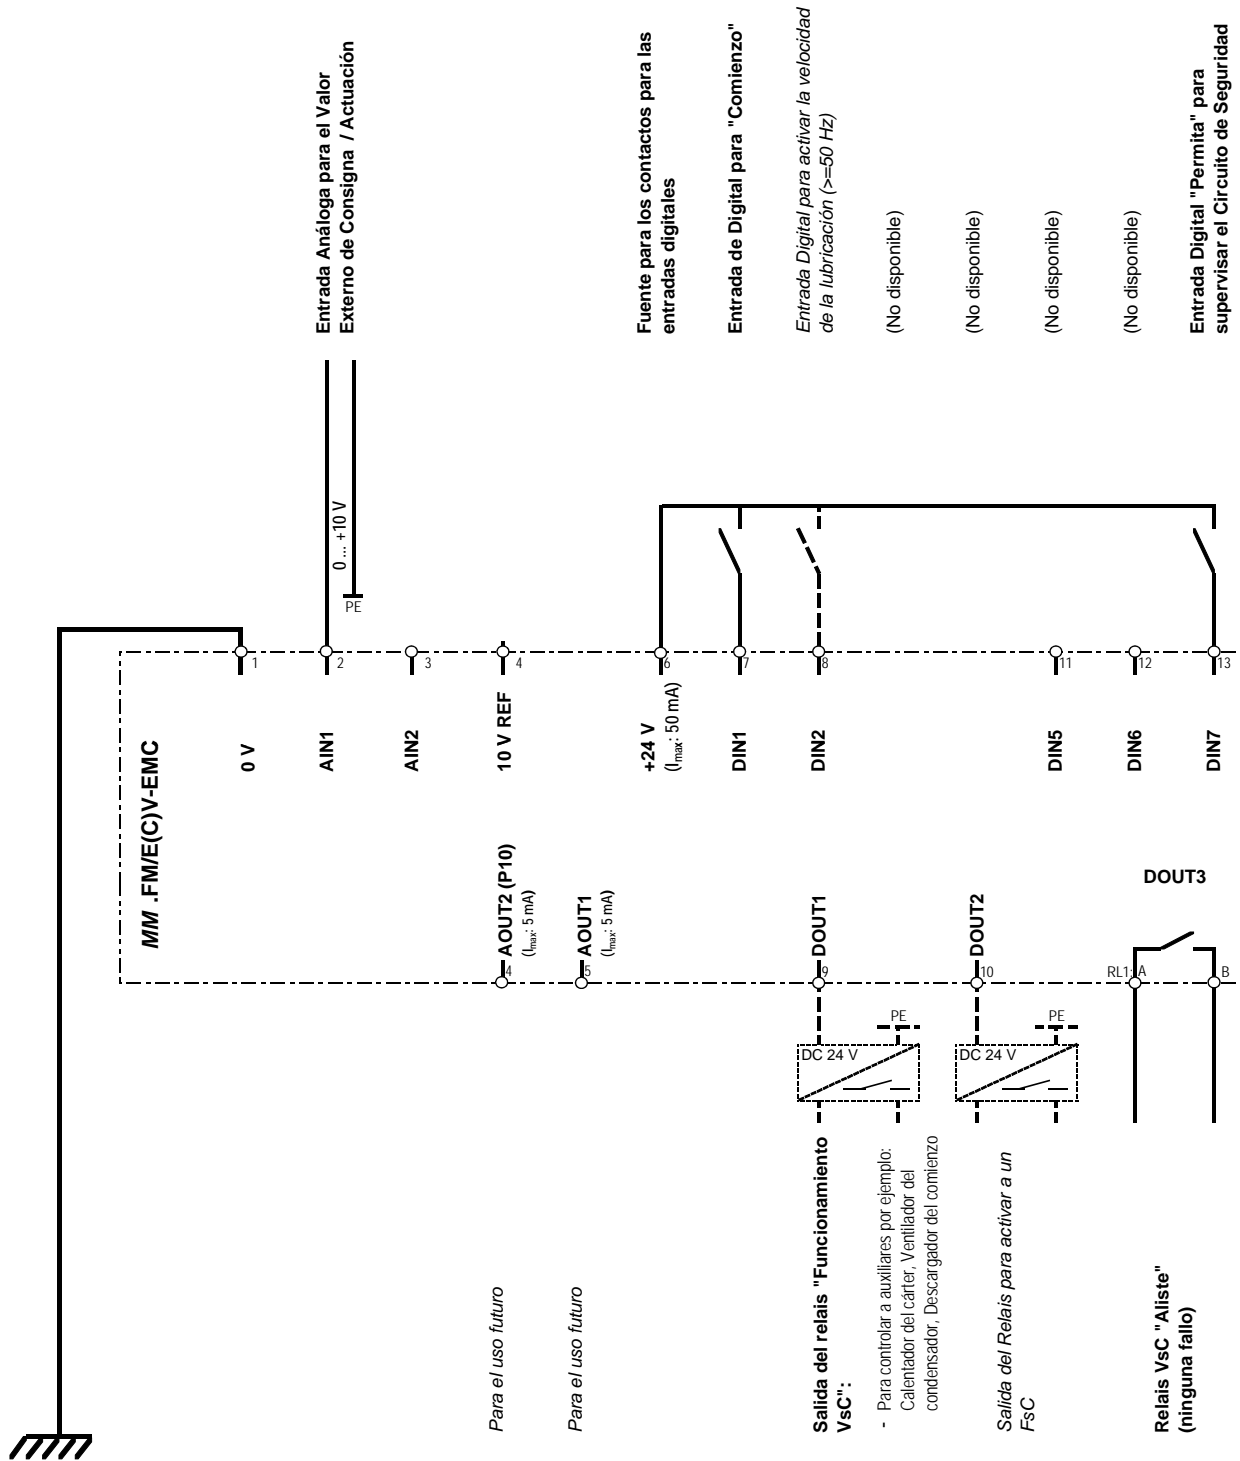 Entrada Análoga para el Valor
Externo de Consigna / Actuación
Fuente para los contactos para las
entradas digitales
Entrada de Digital para "Comienzo"
Entrada Digital para activar la velocidad
de la lubricación (>=50 Hz)
(No disponible)
(No disponible)
(No disponible)
(No disponible)
Entrada Digital "Permita" para
supervisar el Circuito de Seguridad
0 ... +10 V
PE
1
2
3
4
6
7
8
11
12
13
MM .FM/E(C)V-EMC
0 V
AIN1
AIN2
10 V REF
+24 V
(Imax: 50 mA)
DIN1
DIN2
DIN5
DIN6
DIN7
AOUT2 (P10)
(Imax: 5 mA)
AOUT1
(Imax: 5 mA)
DOUT1
DOUT2
DOUT3
4
5
9
10
RL1: A
B
PE
DC 24 V
PE
DC 24 V
Para el uso futuro
Para el uso futuro
Salida del relais "Funcionamiento
VsC":
- Para controlar a auxiliares por ejemplo:
Calentador del cárter, Ventilador del
condensador, Descargador del comienzo
Salida del Relais para activar a un
FsC
Relais VsC "Aliste"
(ninguna fallo)